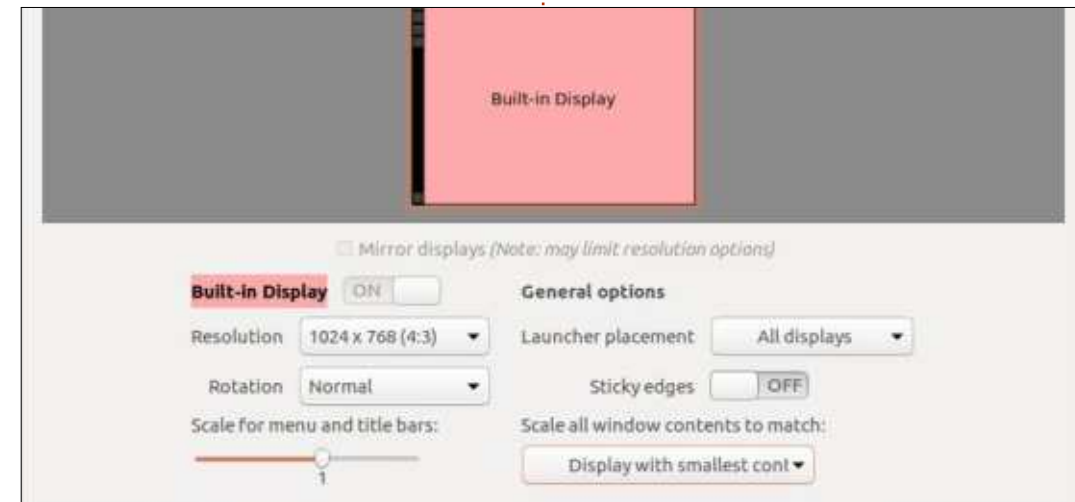 Built-in Display
Mirror displays (Note: may limit resolution options)
Built-in Display ON
General options
Resolution 1024 x 768 (4:3)
Launcher placement All displays
Rotation Normal
Sticky edges OFF
Scale for menu and title bars:
Scale all window contents to match:
1
Display with smallest cont